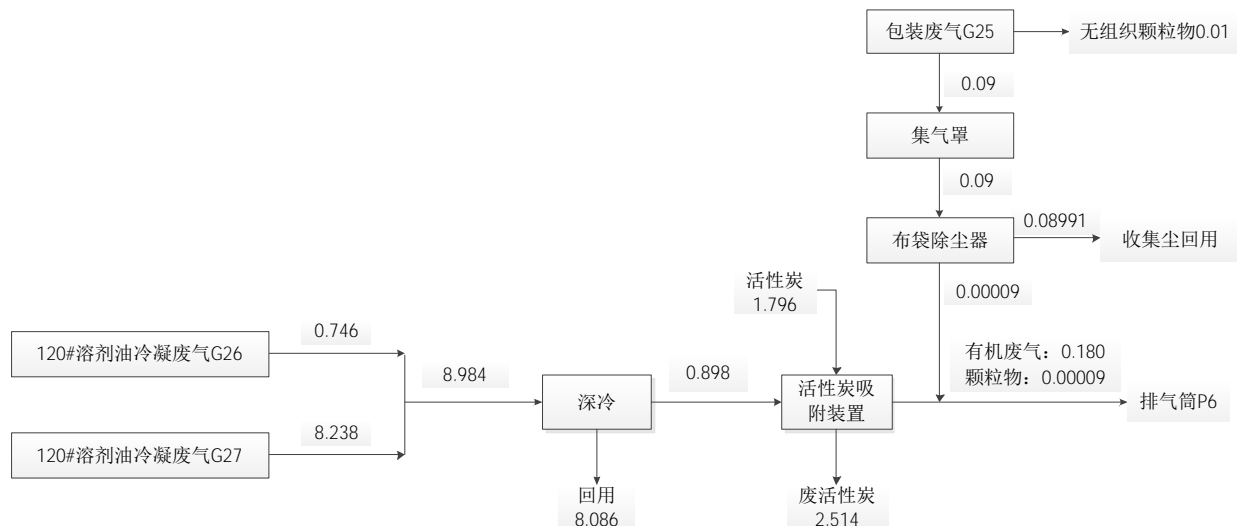 包装废气G25
无组织颗粒物0.01
0.09
集气罩
0.09
布袋除尘器
0.08991
收集尘回用
0.00009
活性炭
1.796
120#溶剂油冷凝废气G26
0.746
8.984
深冷
0.898
活性炭吸
附装置
有机废气：0.180
颗粒物：0.00009
排气筒P6
120#溶剂油冷凝废气G27
8.238
回用
8.086
废活性炭
2.514